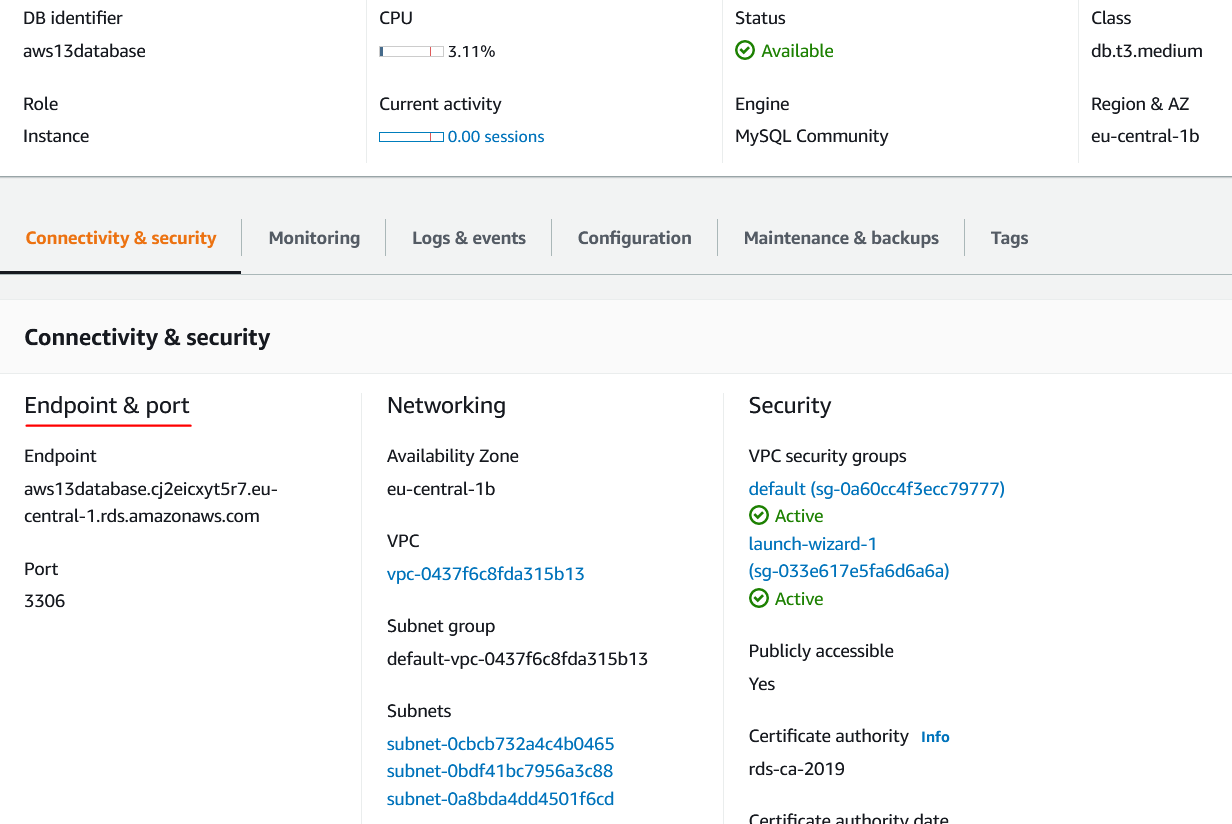 DB identifier
aws13database
CPU
3.11%
Status
Available
Class
db.t3.medium
Role
Instance
Current activity
0.00 sessions
Engine
MySQL Community
Region & AZ
eu-central-1b
Connectivity & security
Monitoring
Logs & events
Configuration
Maintenance & backups
Tags
Connectivity & security
Endpoint & port
Endpoint
aws13database.cj2eicxyt5r7.eu-
central-1.rds.amazonaws.com
Port
3306
Networking
Availability Zone
eu-central-1b
VPC
vpc-0437f6c8fda315b13
Subnet group
default-vpc-0437f6c8fda315b13
Subnets
subnet-0cbcb732a4c4b0465
subnet-0bdf41bc7956a3c88
subnet-0a8bda4dd4501f6cd
Security
VPC security groups
default (sg-0a60cc4f3ecc79777)
Active
launch-wizard-1
(sg-033e617e5fa6d6a6a)
Active
Publicly accessible
Yes
Certificate authority Info
rds-ca-2019
Certificate authority date